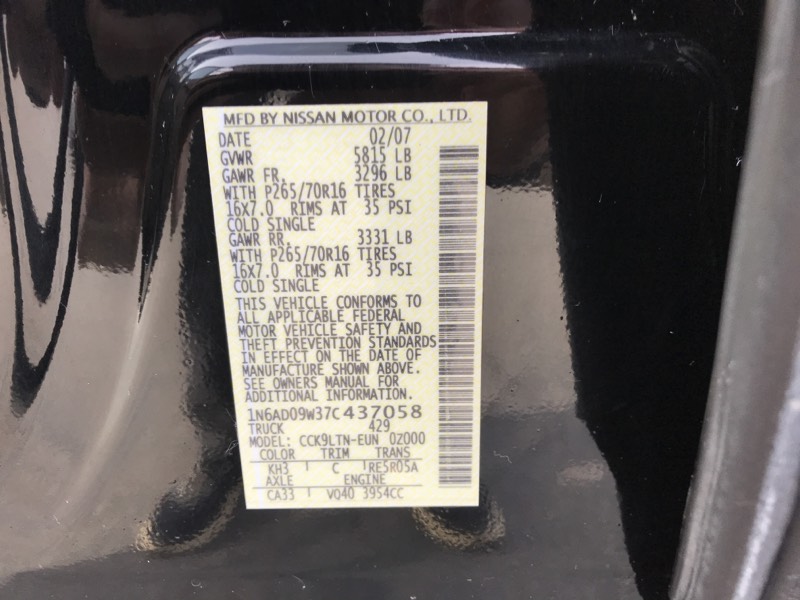 MFD BY NISSAN MOTOR CO., LTD.
DATE 02/07
GVWR 5815 LB
GAWR FR. 3296 LB
WITH P265/70R16 TIRES
16X7.0 RIMS AT 35 PSI
COLD SINGLE
GAWR RR. 3331 LB
WITH P265/70R16 TIRES
16X7.0 RIMS AT 35 PSI
COLD SINGLE
THIS VEHICLE CONFORMS TO
ALL APPLICABLE FEDERAL
MOTOR VEHICLE SAFETY AND
THEFT PREVENTION STANDARDS
IN EFFECT ON THE DATE OF
MANUFACTURE SHOWN ABOVE.
SEE OWNERS MANUAL FOR
ADDITIONAL INFORMATION.
1N6AD09W37C437058
TRUCK 429
MODEL: CCK9LTN-EUN 0Z000
COLOR TRIM TRANS
KH3 C RE5R05A
AXLE ENGINE
CA33 VQ40 3954CC